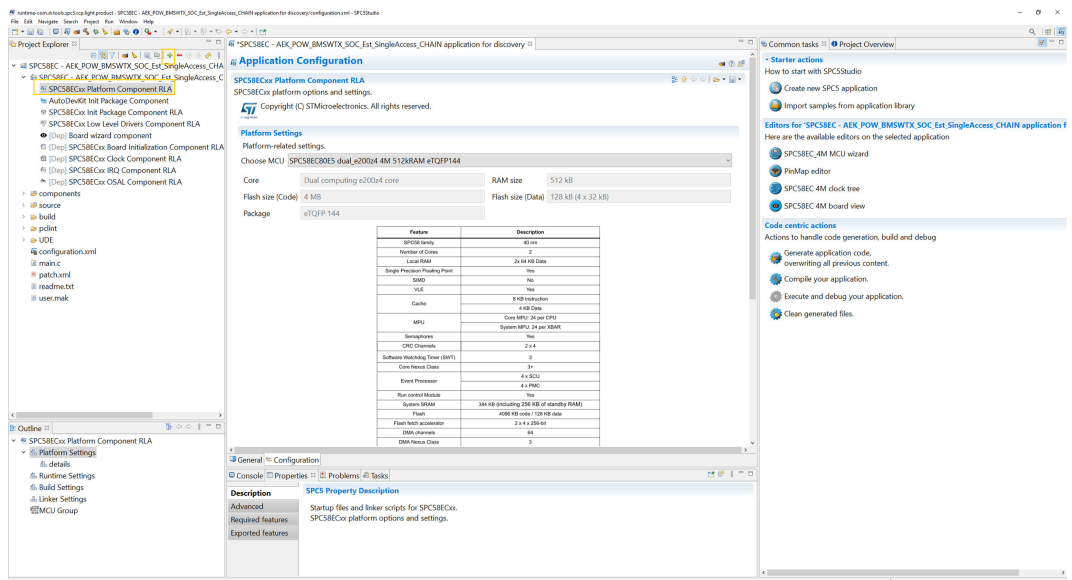 runtime-com.st.tools.spc5.rcp.light.product - SPC58EC - AEK_POW_BMSWTX_SOC_Est_SingleAccess_CHAIN application for discovery/configuration.xml - SPC5Studio
File Edit Navigate Search Project Run Window Help
Project Explorer
SPC58EC - AEK_POW_BMSWTX_SOC_Est_SingleAccess_CHA
SPC58EC - AEK_POW_BMSWTX_SOC_Est_SingleAccess_C
SPC58ECxx Platform Component RLA
AutoDevKit Init Package Component
SPC58ECxx Init Package Component RLA
SPC58ECxx Low Level Drivers Component RLA
[Dep] Board wizard component
[Dep] SPC58ECxx Board Initialization Component RLA
[Dep] SPC58ECxx Clock Component RLA
[Dep] SPC58ECxx IRQ Component RLA
[Dep] SPC58ECxx OSAL Component RLA
components
source
build
pclint
UDE
configuration.xml
main.c
patch.xml
readme.txt
user.mak
Outline
SPC58ECxx Platform Component RLA
Platform Settings
details
Runtime Settings
Build Settings
Linker Settings
MCU Group
*SPC58EC - AEK_POW_BMSWTX_SOC_Est_SingleAccess_CHAIN application for discovery
Application Configuration
SPC58ECxx Platform Component RLA
SPC58ECxx platform options and settings.
Copyright (C) STMicroelectronics. All rights reserved.
Platform Settings
Platform-related settings.
Choose MCU SPC58EC80E5 dual_e200z4 4M 512kRAM eTQFP144
Core Dual computing e200z4 core RAM size 512 kB
Flash size (Code) 4 MB Flash size (Data) 128 kB (4 x 32 kB)
Package eTQFP 144
Feature Description
SPC58 family 40 nm
Number of Cores 2
Local RAM 2x 64 KB Data
Single Precision Floating Point Yes
SIMD No
VLE Yes
Cache 8 KB Instruction
4 KB Data
MPU Core MPU: 24 per CPU
System MPU: 24 per XBAR
Semaphores Yes
CRC Channels 2 x 4
Software Watchdog Timer (SWT) 3
Core Nexus Class 3+
Event Processor 4 x SCU
4 x PMC
Run control Module Yes
System SRAM 384 KB (including 256 KB of standby RAM)
Flash 4096 KB code / 128 KB data
Flash fetch accelerator 2 x 4 x 256-bit
DMA channels 64
DMA Nexus Class 3
General Configuration
Console Properties Problems Tasks
Description
Advanced
Required features
Exported features
SPC5 Property Description
Startup files and linker scripts for SPC58ECxx.
SPC58ECxx platform options and settings.
Common tasks Project Overview
Starter actions
How to start with SPC5Studio
Create new SPC5 application
Import samples from application library
Editors for 'SPC58EC - AEK_POW_BMSWTX_SOC_Est_SingleAccess_CHAIN application f
Here are the available editors on the selected application
SPC58EC_4M MCU wizard
PinMap editor
SPC58EC 4M clock tree
SPC58EC 4M board view
Code centric actions
Actions to handle code generation, build and debug
Generate application code,
overwriting all previous content.
Compile your application.
Execute and debug your application.
Clean generated files.